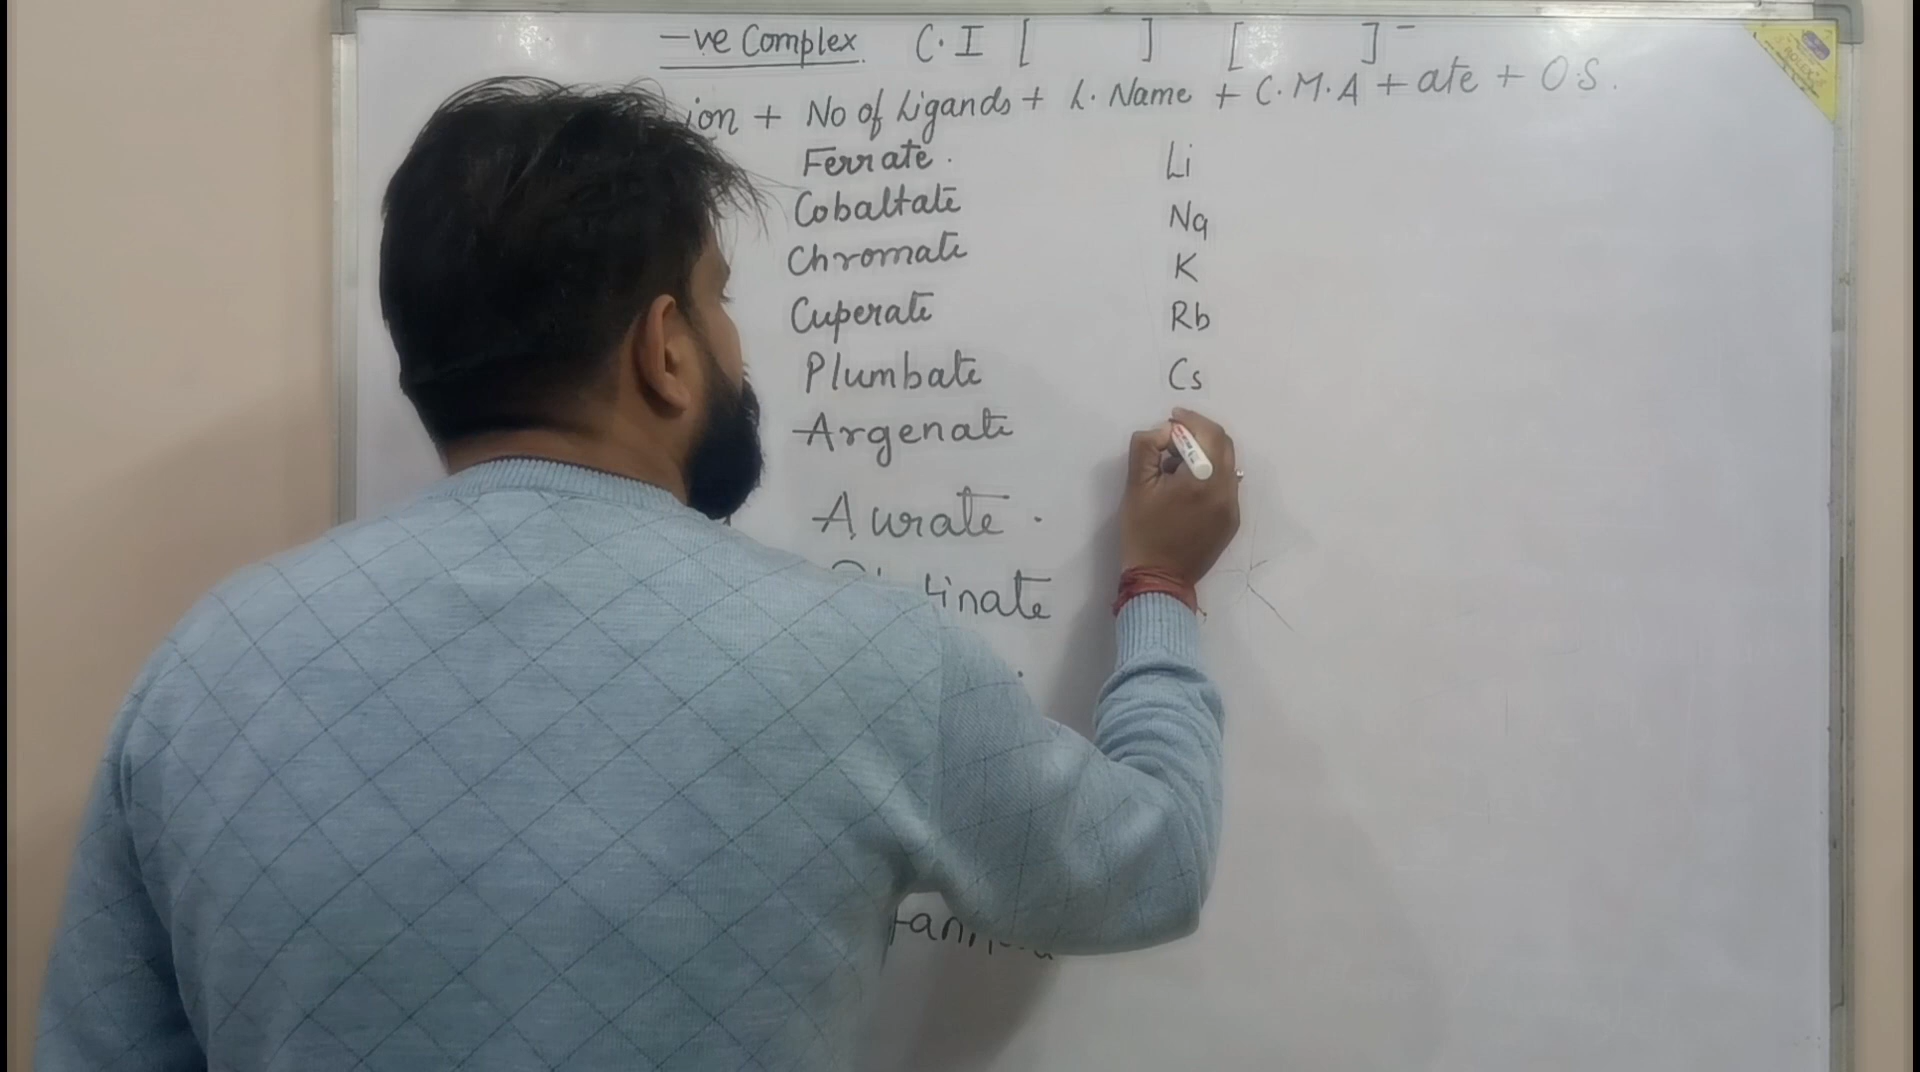 -ve Complex C.I [ ] [ ]⁻
ion + No of Ligands + L. Name + C.M.A + ate + O.S.
Ferrate.
Li
Cobaltate
Na
Chromate
K
Cuperate
Rb
Plumbate
Cs
Argenate
Aurate.
inate